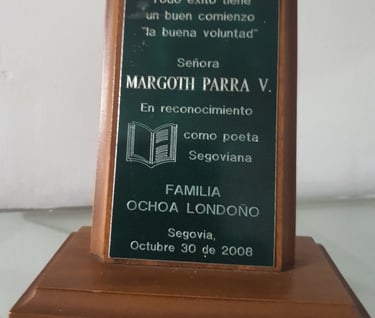 Todo éxito tiene
un buen comienzo
"la buena voluntad"
Señora
MARGOTH PARRA V.
En reconocimiento
como poeta
Segoviana
FAMILIA
OCHOA LONDOÑO
Segovia,
Octubre 30 de 2008